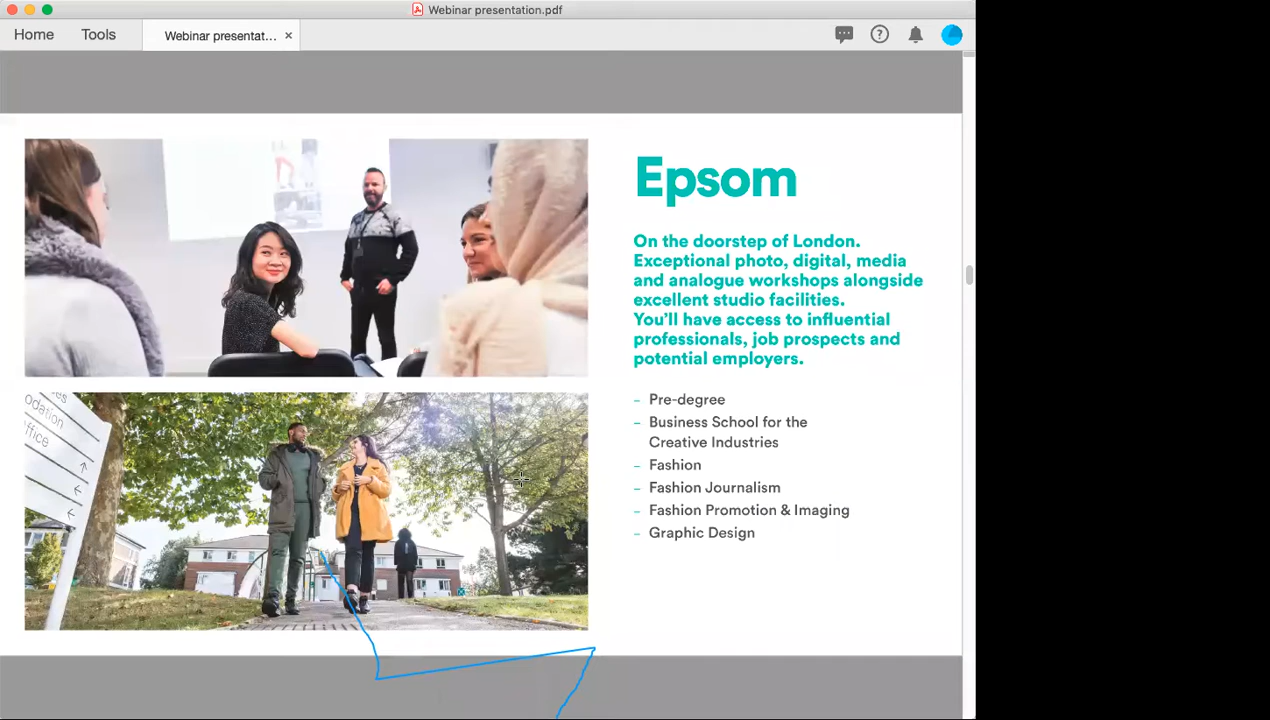 Webinar presentation.pdf
Home
Tools
Webinar presentat...
Epsom
On the doorstep of London.
Exceptional photo, digital, media
and analogue workshops alongside
excellent studio facilities.
You'll have access to influential
professionals, job prospects and
potential employers.
– Pre-degree
– Business School for the
Creative Industries
– Fashion
– Fashion Journalism
– Fashion Promotion & Imaging
– Graphic Design